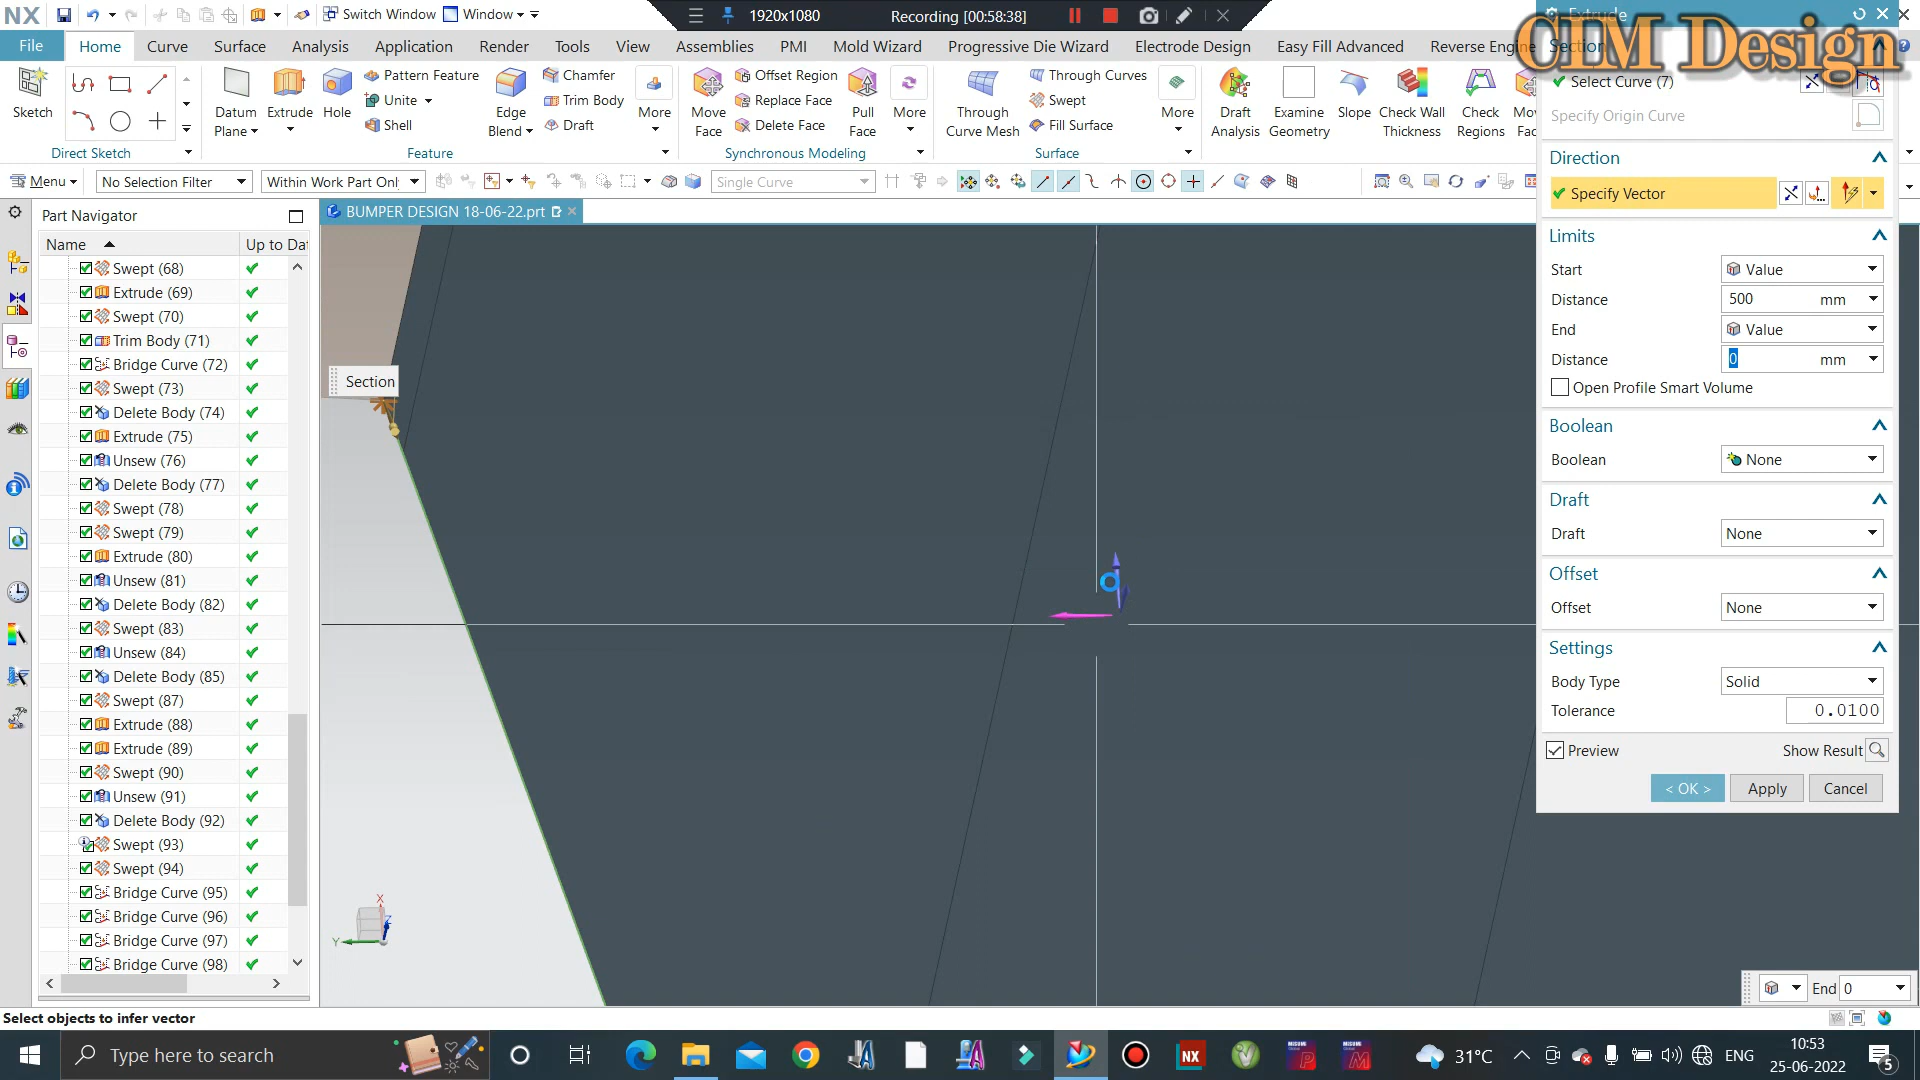 NX
Switch Window
Window
1920x1080
Recording [00:58:38]
Extrude
CIM Design
File
Home
Curve
Surface
Analysis
Application
Render
Tools
View
Assemblies
PMI
Mold Wizard
Progressive Die Wizard
Electrode Design
Easy Fill Advanced
Reverse Engine
Section
Sketch
Datum
Plane
Extrude
Hole
Pattern Feature
Unite
Shell
Edge
Blend
Chamfer
Trim Body
Draft
More
Move
Face
Offset Region
Replace Face
Delete Face
Pull
Face
More
Through
Curve Mesh
Through Curves
Swept
Fill Surface
More
Draft
Analysis
Examine
Geometry
Slope
Check Wall
Thickness
Check
Regions
Mov
Fac
Direct Sketch
Feature
Synchronous Modeling
Surface
Menu
No Selection Filter
Within Work Part Onl
Single Curve
Part Navigator
BUMPER DESIGN 18-06-22.prt
Name
Up to Dat
Swept (68)
Extrude (69)
Swept (70)
Trim Body (71)
Bridge Curve (72)
Swept (73)
Delete Body (74)
Extrude (75)
Unsew (76)
Delete Body (77)
Swept (78)
Swept (79)
Extrude (80)
Unsew (81)
Delete Body (82)
Swept (83)
Unsew (84)
Delete Body (85)
Swept (87)
Extrude (88)
Extrude (89)
Swept (90)
Unsew (91)
Delete Body (92)
Swept (93)
Swept (94)
Bridge Curve (95)
Bridge Curve (96)
Bridge Curve (97)
Bridge Curve (98)
Section
X
Y
Z
Select Curve (7)
Specify Origin Curve
Direction
Specify Vector
Limits
Start
Value
Distance
500 mm
End
Value
Distance
0 mm
Open Profile Smart Volume
Boolean
Boolean
None
Draft
Draft
None
Offset
Offset
None
Settings
Body Type
Solid
Tolerance
0.0100
Preview
Show Result
< OK >
Apply
Cancel
End 0
Select objects to infer vector
Type here to search
NX
31°C
ENG
10:53
25-06-2022
5